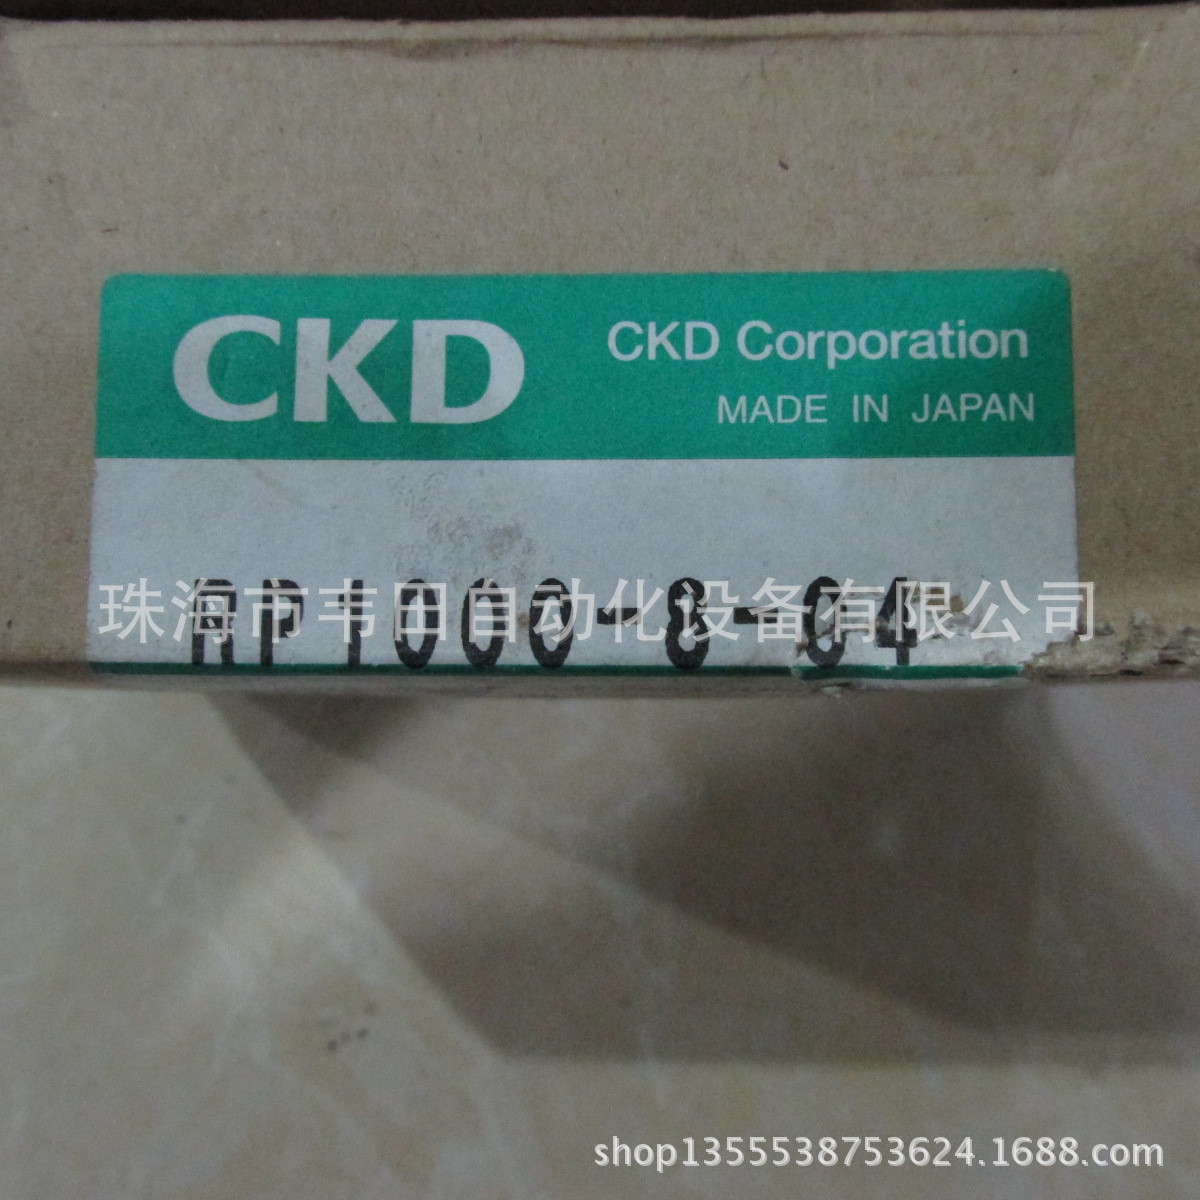 CKD
CKD Corporation
MADE IN JAPAN
RP1000-8-04
珠海市韦田自动化设备有限公司
shop1355538753624.1688.com